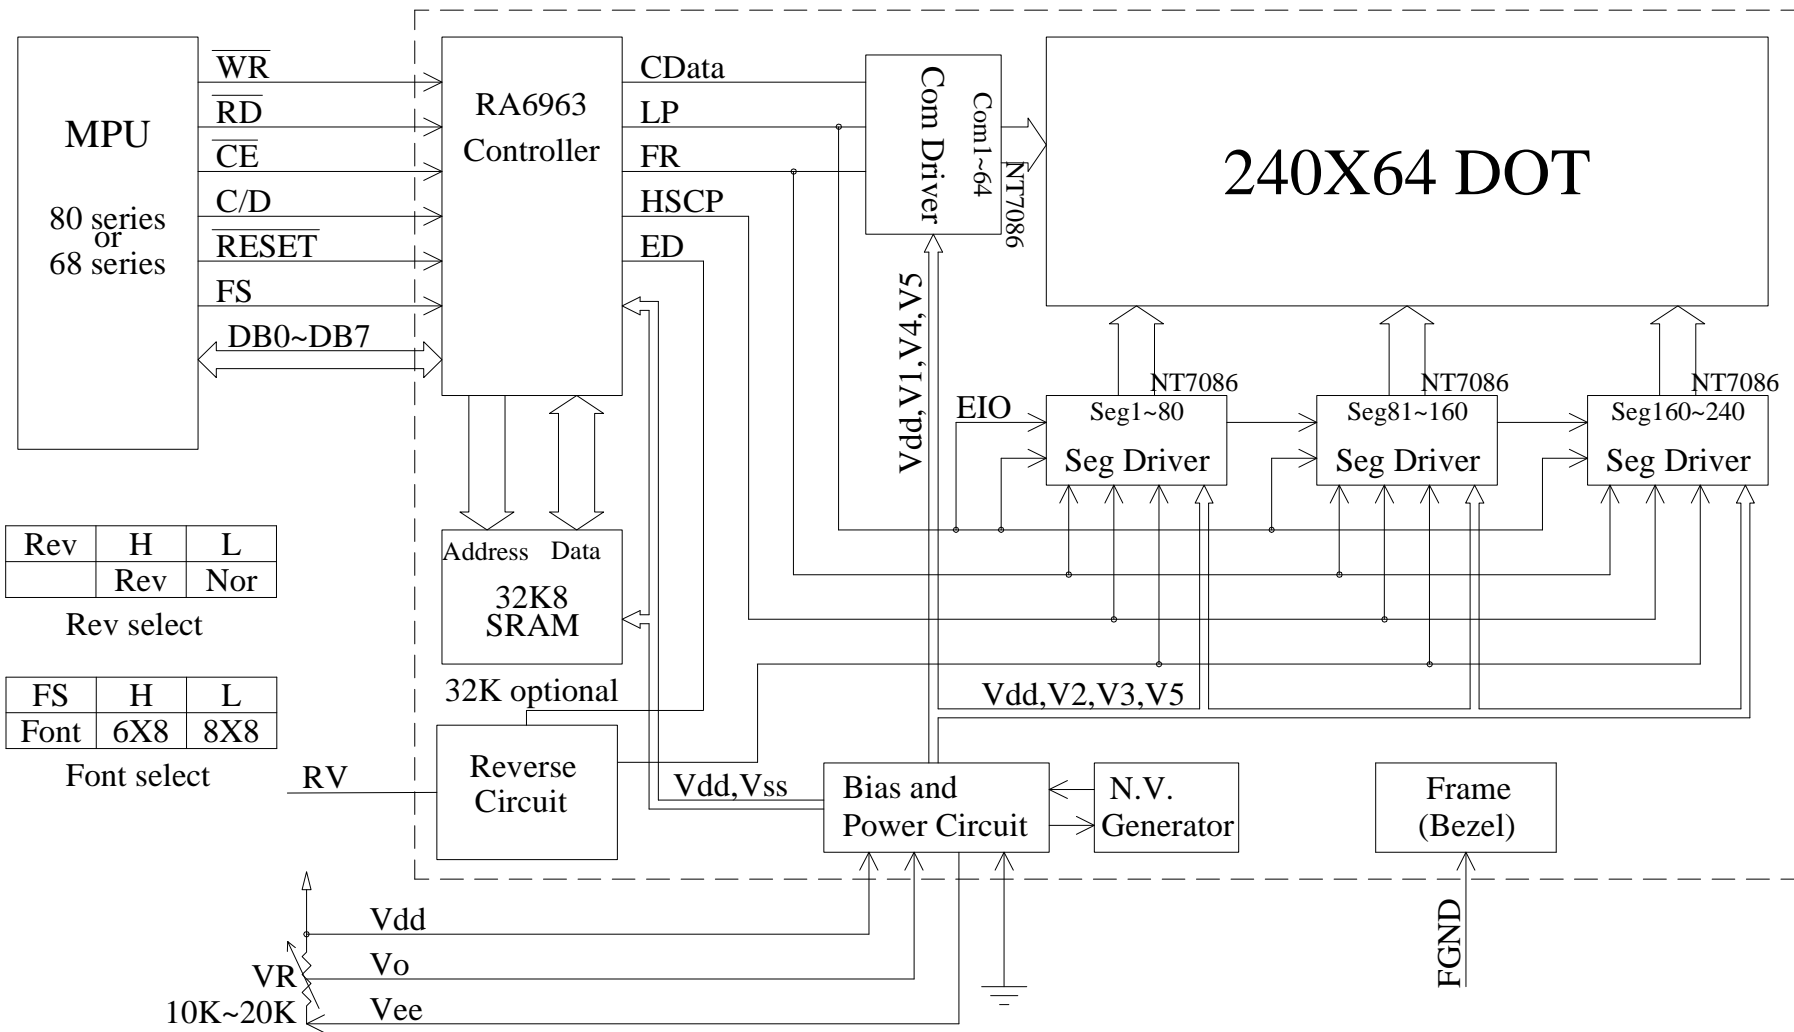 MPU
80 series
or
68 series
WR
RD
CE
C/D
RESET
FS
DB0~DB7
RA6963
Controller
CData
LP
FR
HSCP
ED
Com Driver
Com1~64
NT7086
240X64 DOT
Vdd,V1,V4,V5
EIO
NT7086
Seg1~80
Seg Driver
NT7086
Seg81~160
Seg Driver
NT7086
Seg160~240
Seg Driver
Address Data
32K8
SRAM
32K optional
Rev H L
Rev Nor
Rev select
FS H L
Font 6X8 8X8
Font select
RV
Reverse
Circuit
Vdd,Vss
Vdd,V2,V3,V5
Bias and
Power Circuit
N.V.
Generator
Frame
(Bezel)
FGND
Vdd
VR
Vo
10K~20K
Vee